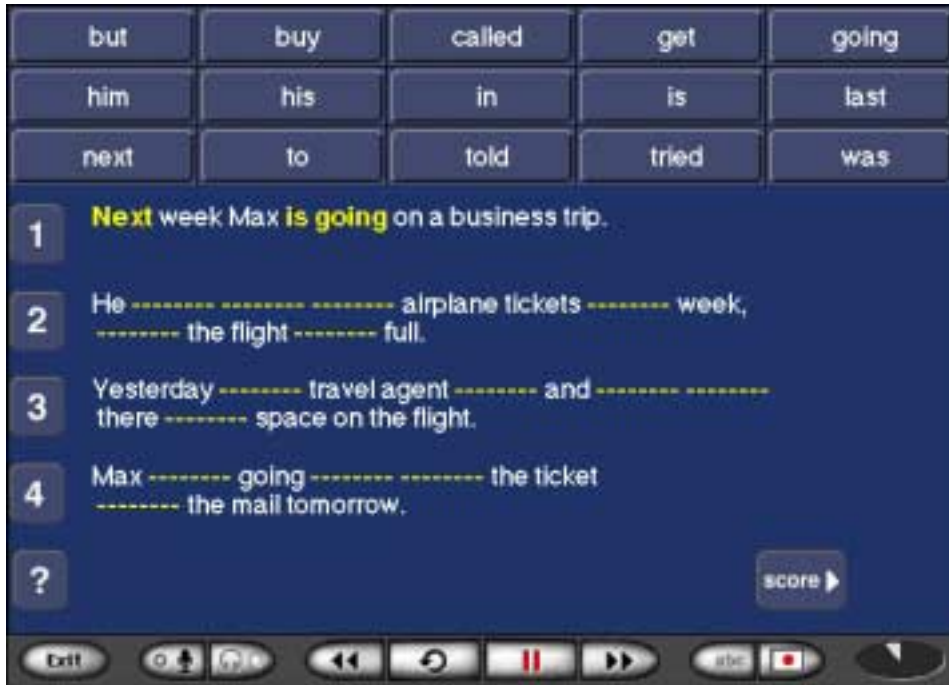 but buy called get going
him his in is last
next to told tried was
1 Next week Max is going on a business trip.
2 He -------- -------- -------- airplane tickets -------- week,
-------- the flight -------- full.
3 Yesterday -------- travel agent -------- and -------- --------
there -------- space on the flight.
4 Max -------- going -------- -------- the ticket
-------- the mail tomorrow.
?
score
Exit abc